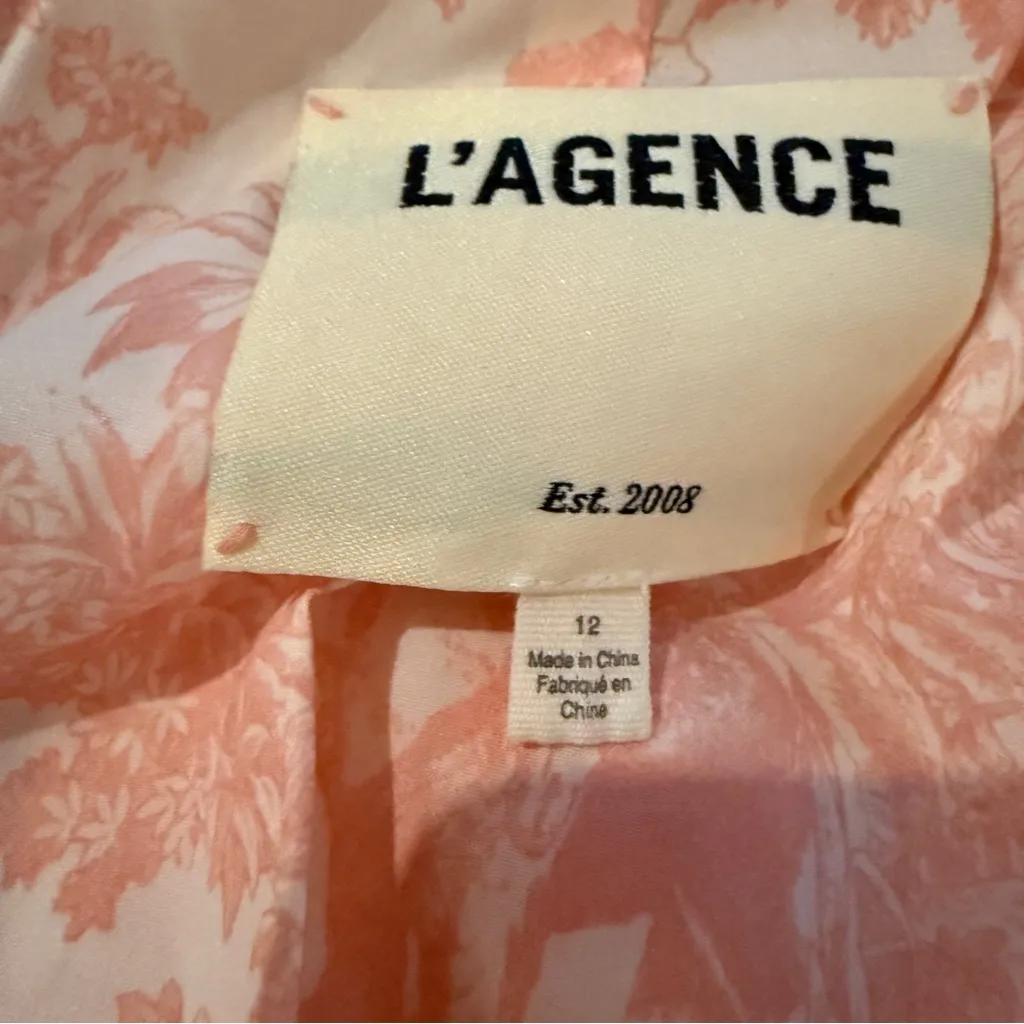 L'AGENCE
Est. 2008
12
Made in China
Fabriqué en
Chine